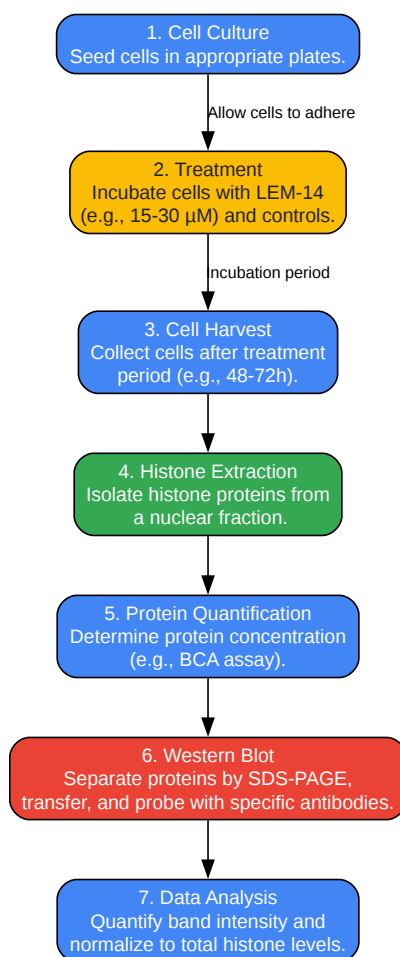 1. Cell Culture
Seed cells in appropriate plates.
Allow cells to adhere
2. Treatment
Incubate cells with LEM-14
(e.g., 15-30 µM) and controls.
Incubation period
3. Cell Harvest
Collect cells after treatment
period (e.g., 48-72h).
4. Histone Extraction
Isolate histone proteins from
a nuclear fraction.
5. Protein Quantification
Determine protein concentration
(e.g., BCA assay).
6. Western Blot
Separate proteins by SDS-PAGE,
transfer, and probe with specific antibodies.
7. Data Analysis
Quantify band intensity and
normalize to total histone levels.